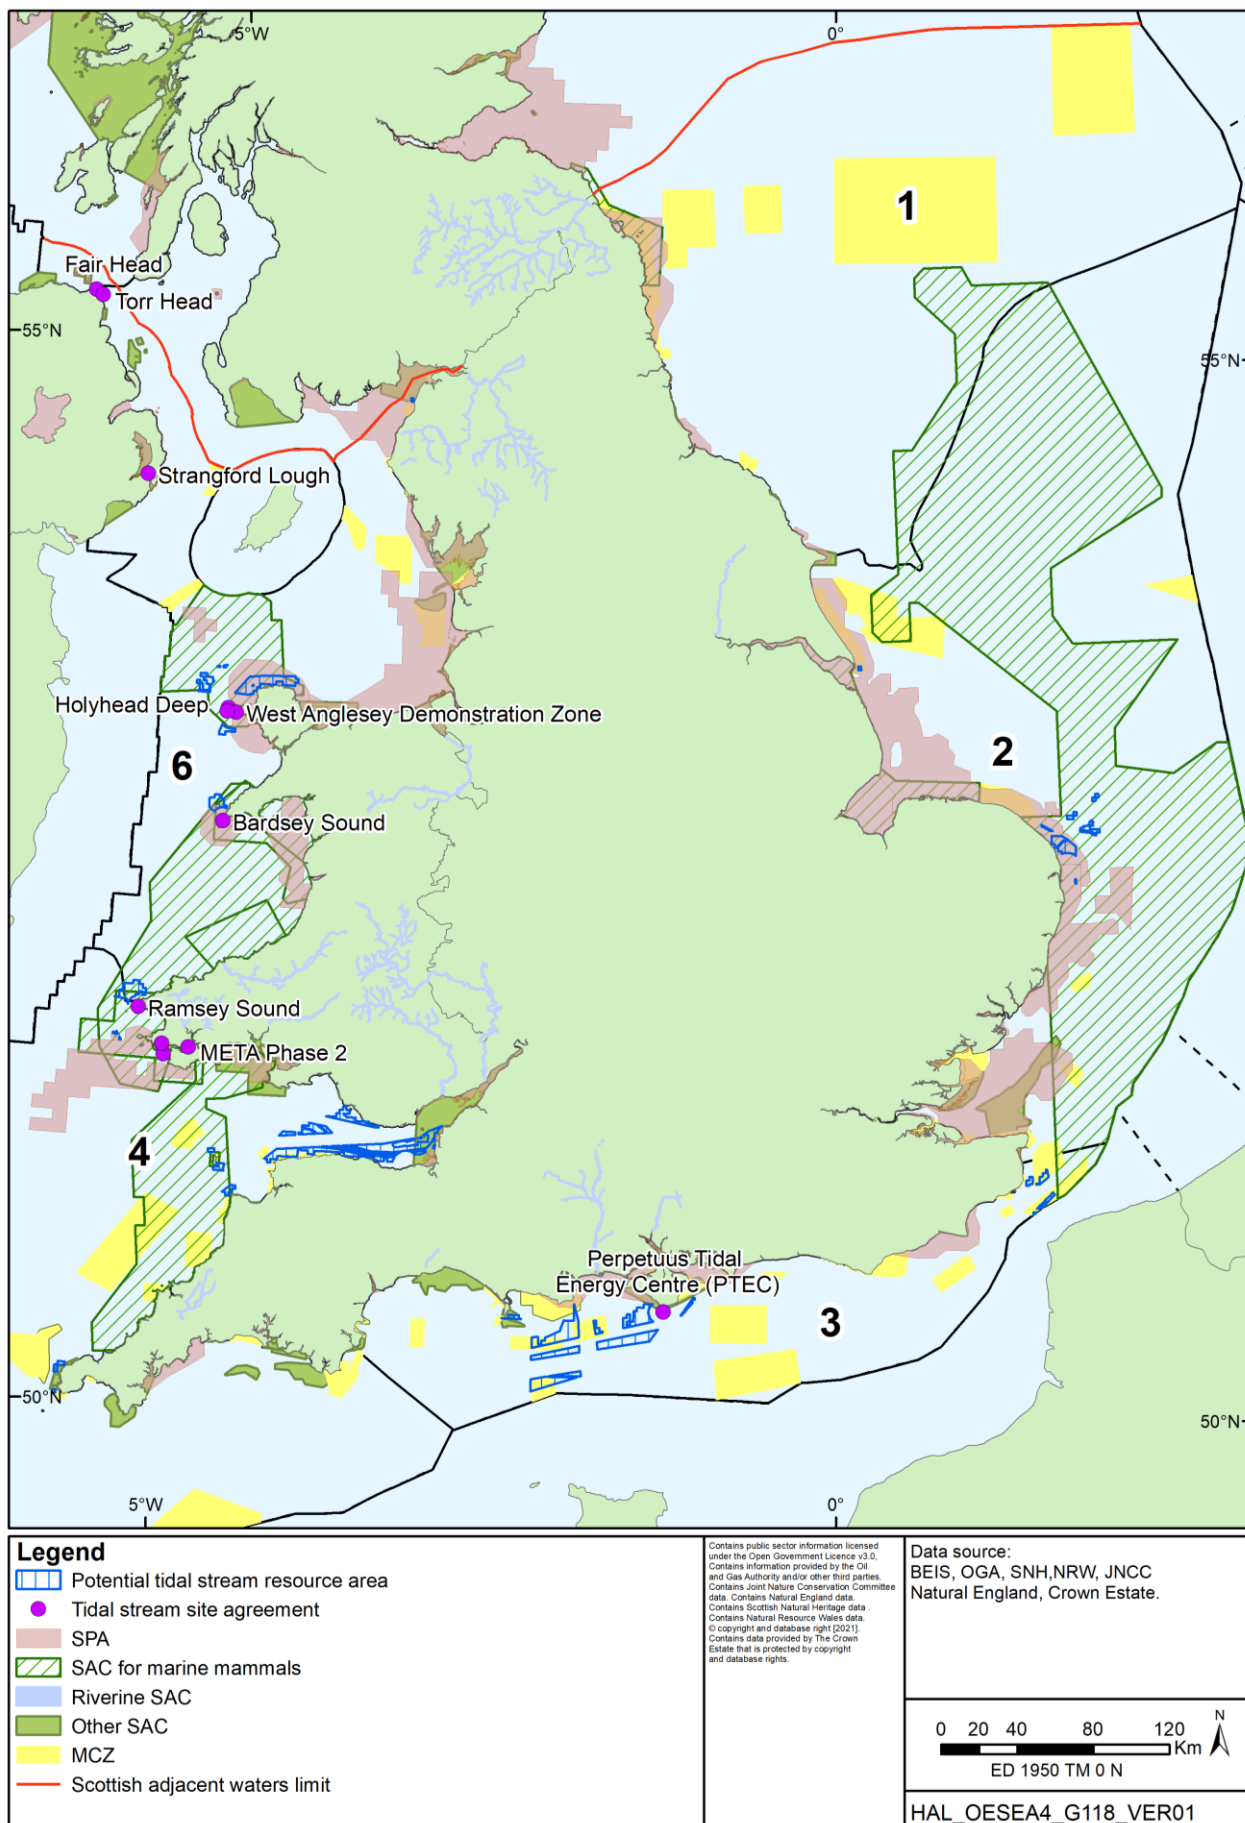 5°W
0°
1
Fair Head
Torr Head
55°N
55°N
Strangford Lough
Holyhead Deep
West Anglesey Demonstration Zone
6
2
Bardsey Sound
Ramsey Sound
META Phase 2
4
Perpetuus Tidal
Energy Centre (PTEC)
3
50°N
50°N
5°W
0°
Legend
Potential tidal stream resource area
Tidal stream site agreement
SPA
SAC for marine mammals
Riverine SAC
Other SAC
MCZ
Scottish adjacent waters limit
Contains public sector information licensed
under the Open Government Licence v3.0,
Contains information provided by the Oil
and Gas Authority and/or other third parties.
Contains Joint Nature Conservation Committee
data. Contains Natural England data.
Contains Scottish Natural Heritage data .
Contains Natural Resource Wales data.
© copyright and database right [2021].
Contains data provided by The Crown
Estate that is protected by copyright
and database rights.
Data source:
BEIS, OGA, SNH,NRW, JNCC
Natural England, Crown Estate.
0 20 40 80 120
Km
N
ED 1950 TM 0 N
HAL_OESEA4_G118_VER01